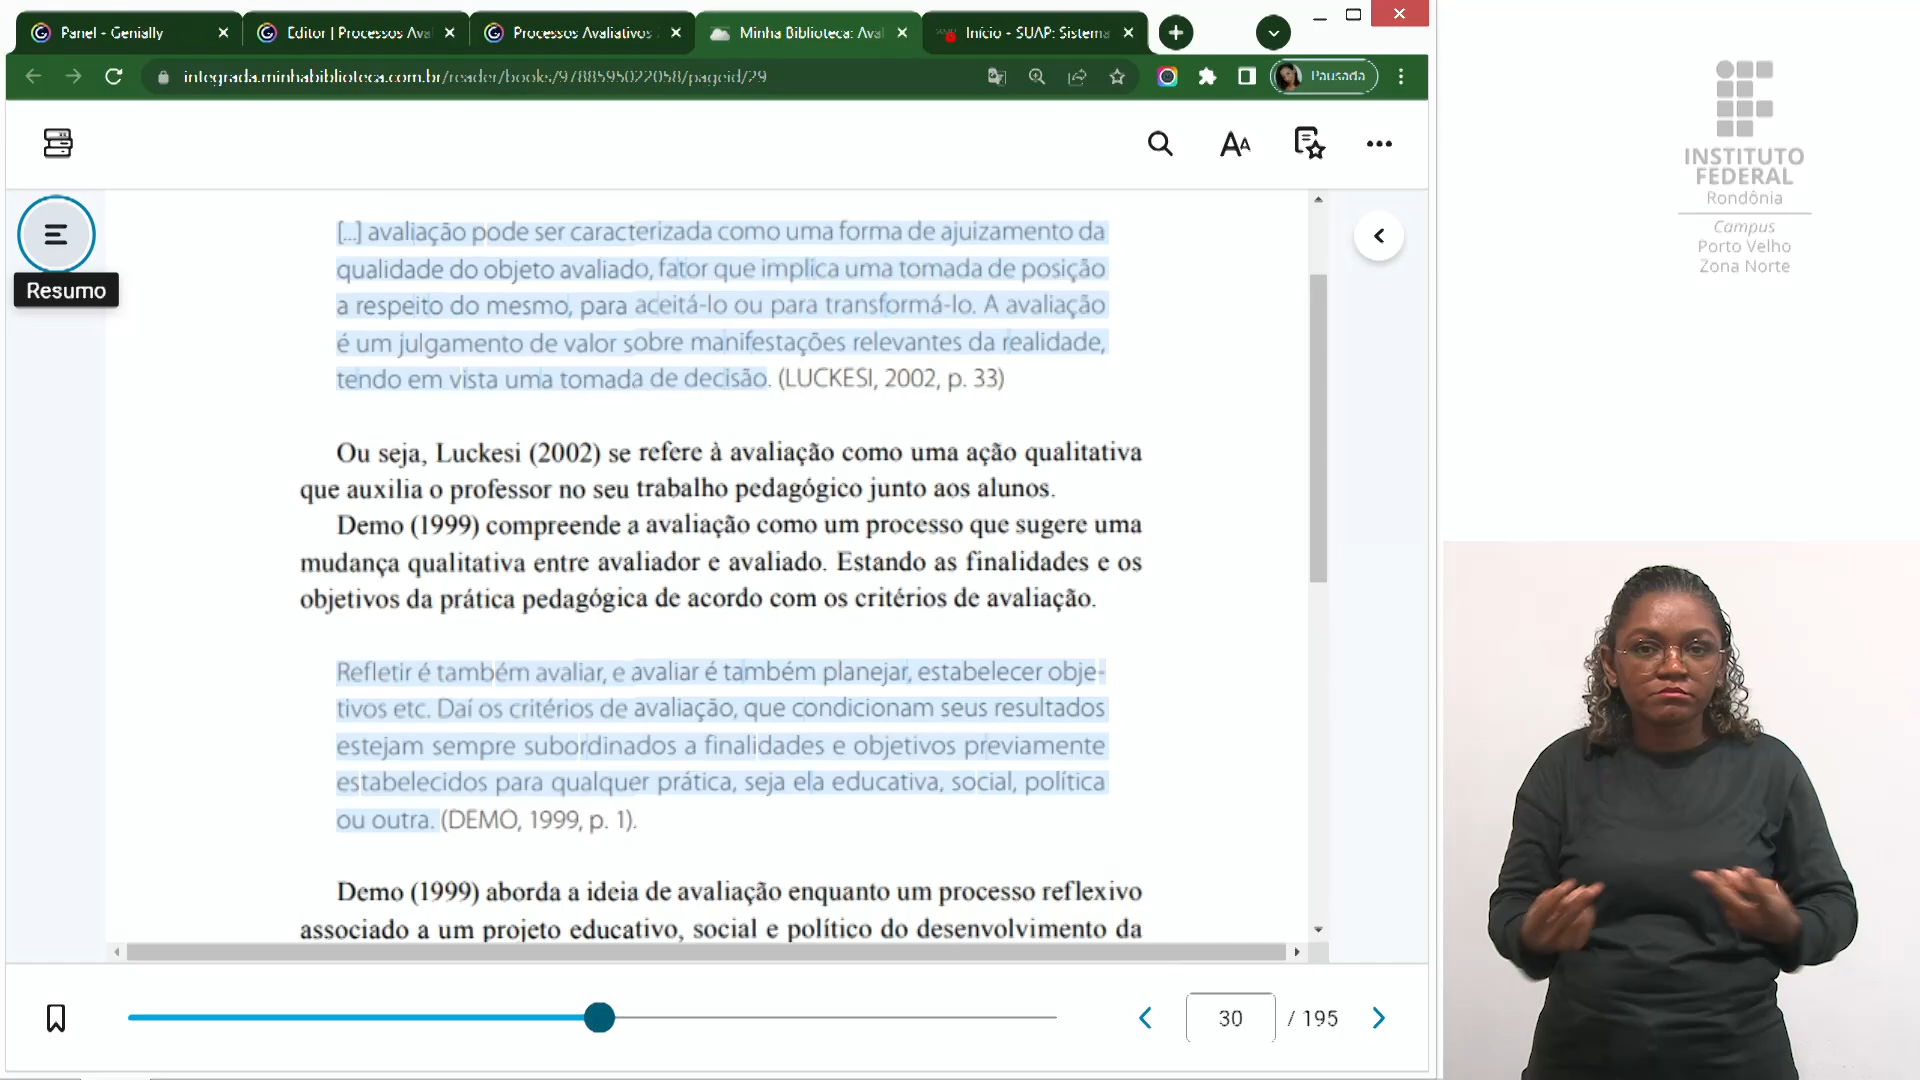 Panel - Genially
Editor | Processos Ava
Processos Avaliativos
Minha Biblioteca: Aval
Início - SUAP: Sistema
integrada.minhabiblioteca.com.br/reader/books/9788595022058/pageid/29
Pausada
INSTITUTO
FEDERAL
Rondônia
Campus
Porto Velho
Zona Norte
Resumo
[...] avaliação pode ser caracterizada como uma forma de ajuizamento da
qualidade do objeto avaliado, fator que implica uma tomada de posição
a respeito do mesmo, para aceitá-lo ou para transformá-lo. A avaliação
é um julgamento de valor sobre manifestações relevantes da realidade,
tendo em vista uma tomada de decisão. (LUCKESI, 2002, p. 33)
Ou seja, Luckesi (2002) se refere à avaliação como uma ação qualitativa
que auxilia o professor no seu trabalho pedagógico junto aos alunos.
Demo (1999) compreende a avaliação como um processo que sugere uma
mudança qualitativa entre avaliador e avaliado. Estando as finalidades e os
objetivos da prática pedagógica de acordo com os critérios de avaliação.
Refletir é também avaliar, e avaliar é também planejar, estabelecer obje-
tivos etc. Daí os critérios de avaliação, que condicionam seus resultados
estejam sempre subordinados a finalidades e objetivos previamente
estabelecidos para qualquer prática, seja ela educativa, social, política
ou outra. (DEMO, 1999, p. 1).
Demo (1999) aborda a ideia de avaliação enquanto um processo reflexivo
associado a um projeto educativo, social e político do desenvolvimento da
30 / 195